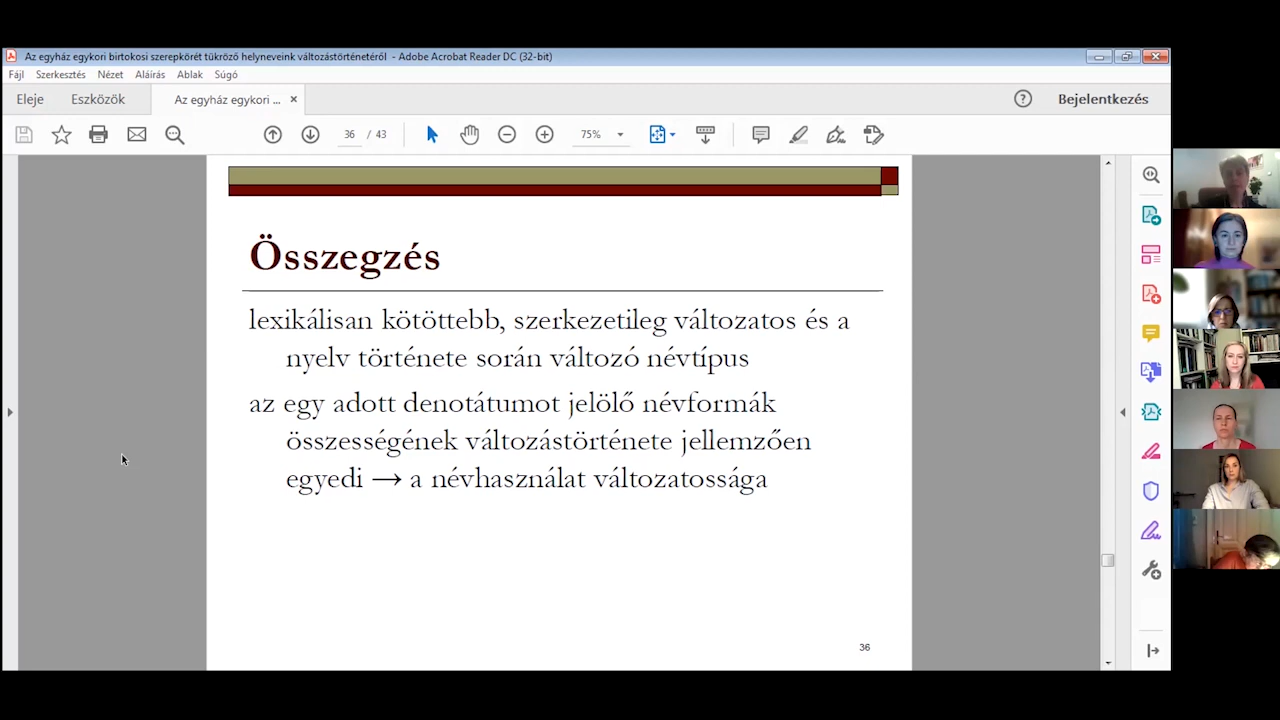 Az egyház egykori birtokosi szerepkörét tükröző helyneveink változástörténetéről - Adobe Acrobat Reader DC (32-bit)
Fájl Szerkesztés Nézet Aláírás Ablak Súgó
Eleje Eszközök Az egyház egykori ... × Bejelentkezés
36 / 43 75%
Összegzés
lexikálisan kötöttebb, szerkezetileg változatos és a
nyelv története során változó névtípus
az egy adott denotátumot jelölő névformák
összességének változástörténete jellemzően
egyedi → a névhasználat változatossága
36